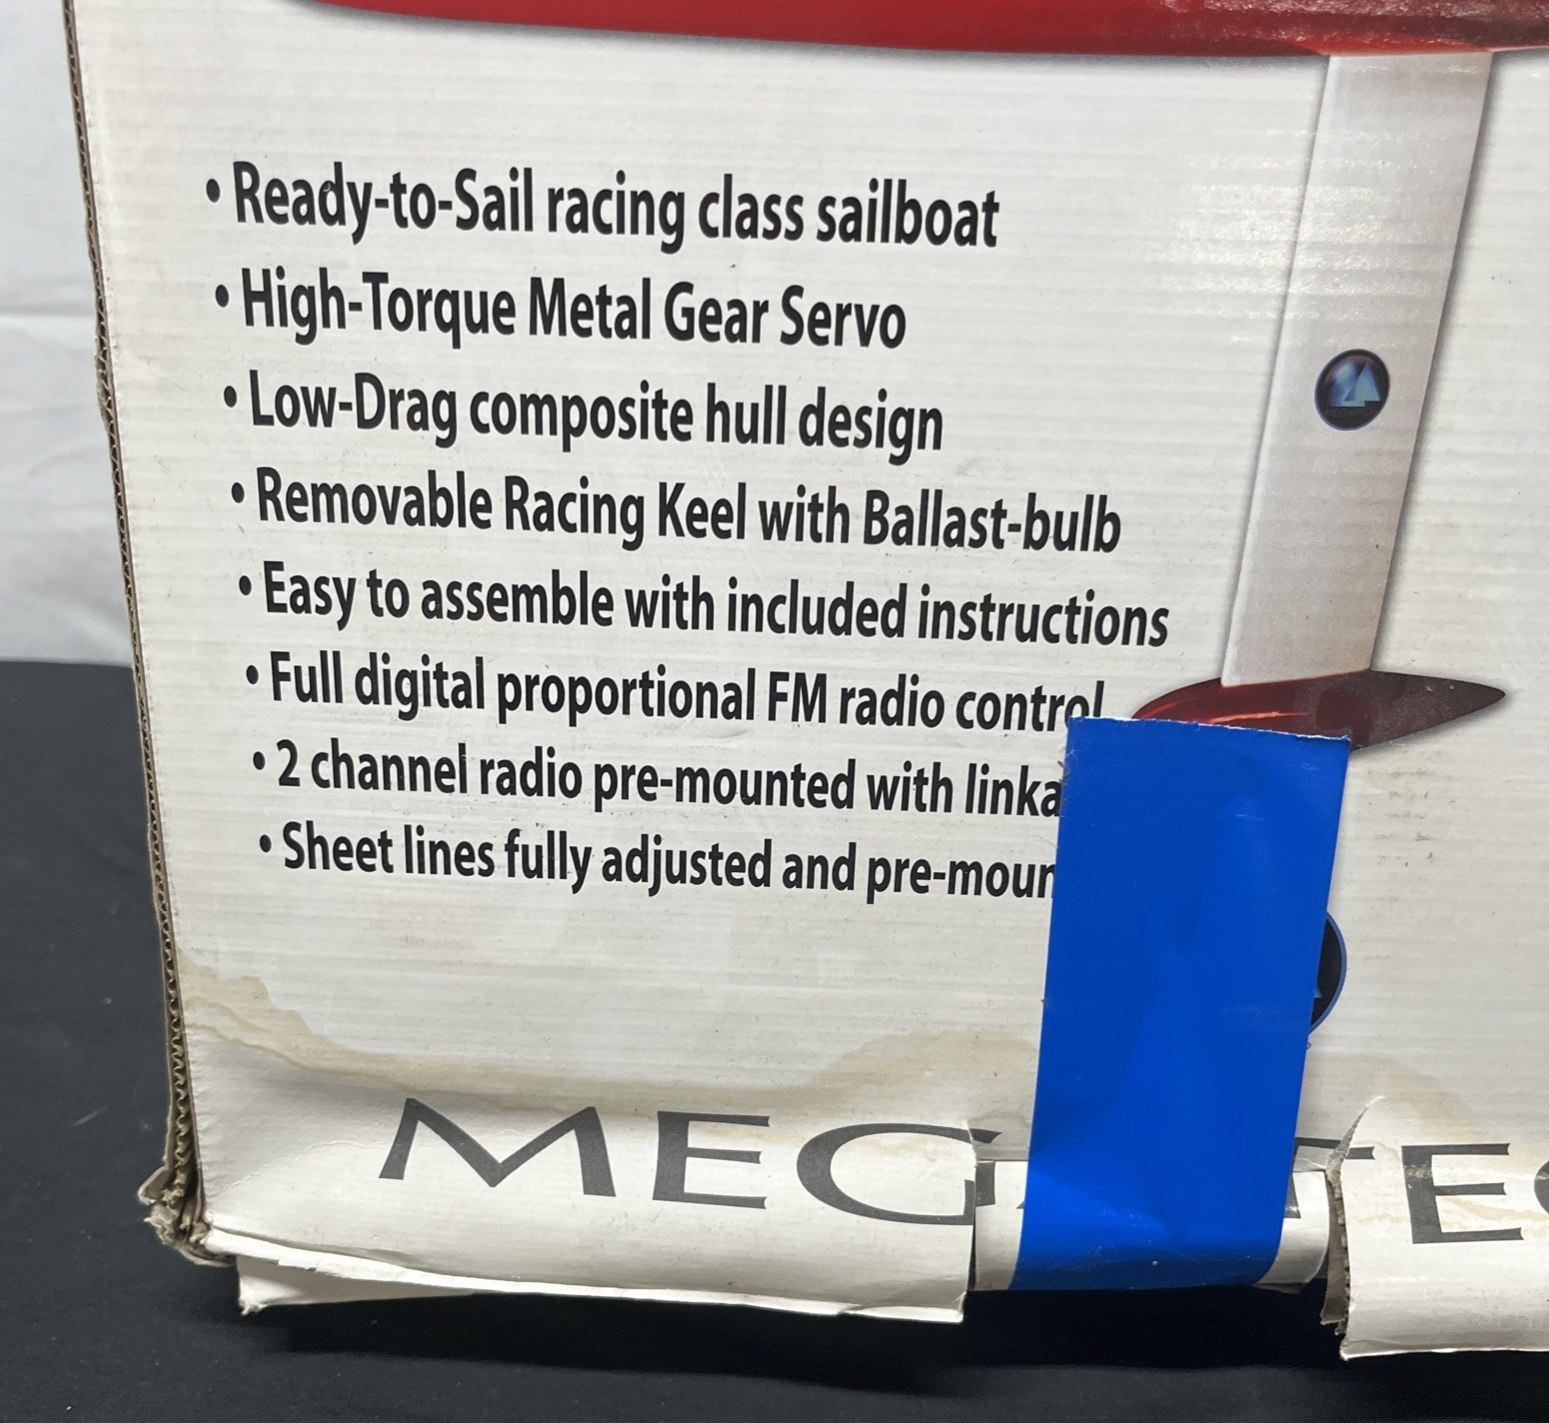 • Ready-to-Sail racing class sailboat
• High-Torque Metal Gear Servo
• Low-Drag composite hull design
• Removable Racing Keel with Ballast-bulb
• Easy to assemble with included instructions
• Full digital proportional FM radio control
• 2 channel radio pre-mounted with linka
• Sheet lines fully adjusted and pre-moun
MEG TE